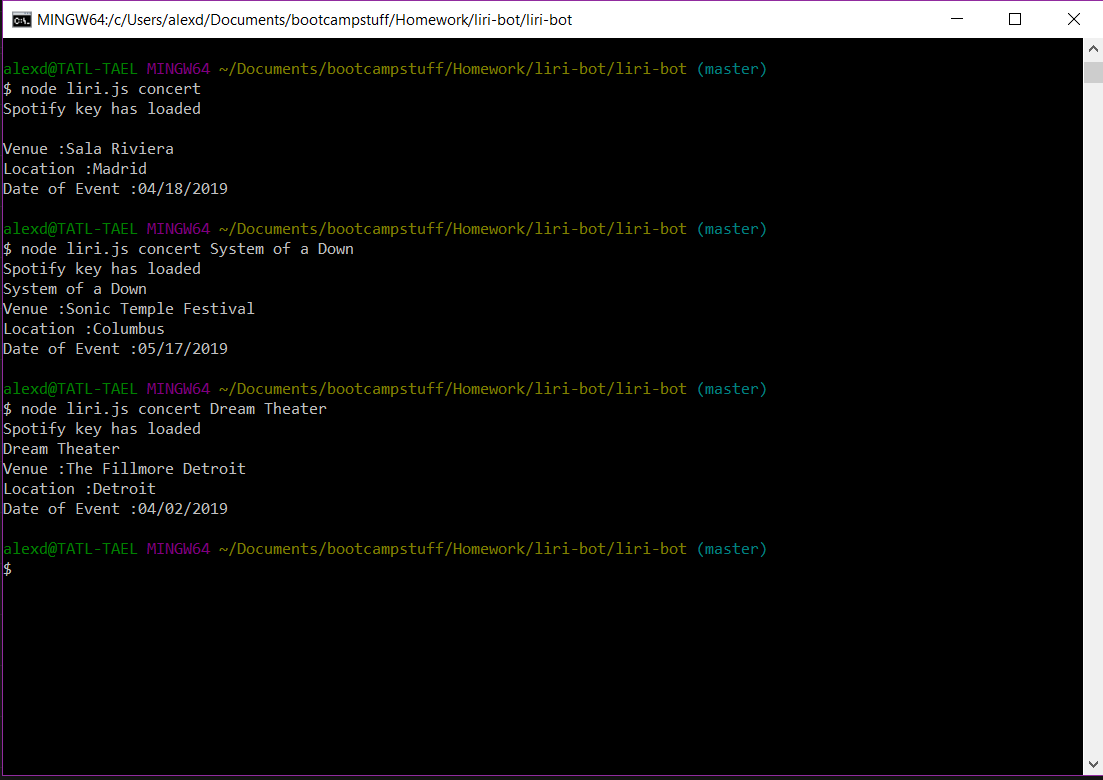 MINGW64:/c/Users/alexd/Documents/bootcampstuff/Homework/liri-bot/liri-bot
alexd@TATL-TAEL MINGW64 ~/Documents/bootcampstuff/Homework/liri-bot/liri-bot (master)
$ node liri.js concert
Spotify key has loaded
Venue :Sala Riviera
Location :Madrid
Date of Event :04/18/2019
alexd@TATL-TAEL MINGW64 ~/Documents/bootcampstuff/Homework/liri-bot/liri-bot (master)
$ node liri.js concert System of a Down
Spotify key has loaded
System of a Down
Venue :Sonic Temple Festival
Location :Columbus
Date of Event :05/17/2019
alexd@TATL-TAEL MINGW64 ~/Documents/bootcampstuff/Homework/liri-bot/liri-bot (master)
$ node liri.js concert Dream Theater
Spotify key has loaded
Dream Theater
Venue :The Fillmore Detroit
Location :Detroit
Date of Event :04/02/2019
alexd@TATL-TAEL MINGW64 ~/Documents/bootcampstuff/Homework/liri-bot/liri-bot (master)
$